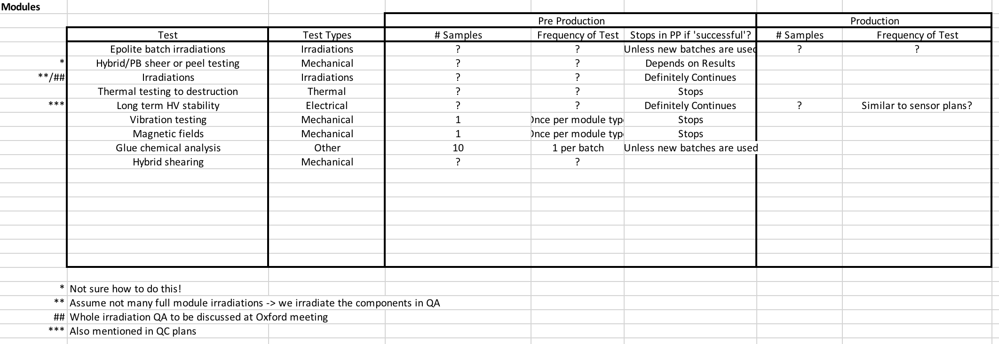 Modules
Pre Production Production
Test Test Types # Samples Frequency of Test Stops in PP if 'successful'? # Samples Frequency of Test
Epolite batch irradiations Irradiations ? ? Unless new batches are used ? ?
* Hybrid/PB sheer or peel testing Mechanical ? ? Depends on Results
**/## Irradiations Irradiations ? ? Definitely Continues
Thermal testing to destruction Thermal ? ? Stops
*** Long term HV stability Electrical ? ? Definitely Continues ? Similar to sensor plans?
Vibration testing Mechanical 1 Once per module type Stops
Magnetic fields Mechanical 1 Once per module type Stops
Glue chemical analysis Other 10 1 per batch Unless new batches are used
Hybrid shearing Mechanical ? ?
* Not sure how to do this!
** Assume not many full module irradiations -> we irradiate the components in QA
## Whole irradiation QA to be discussed at Oxford meeting
*** Also mentioned in QC plans